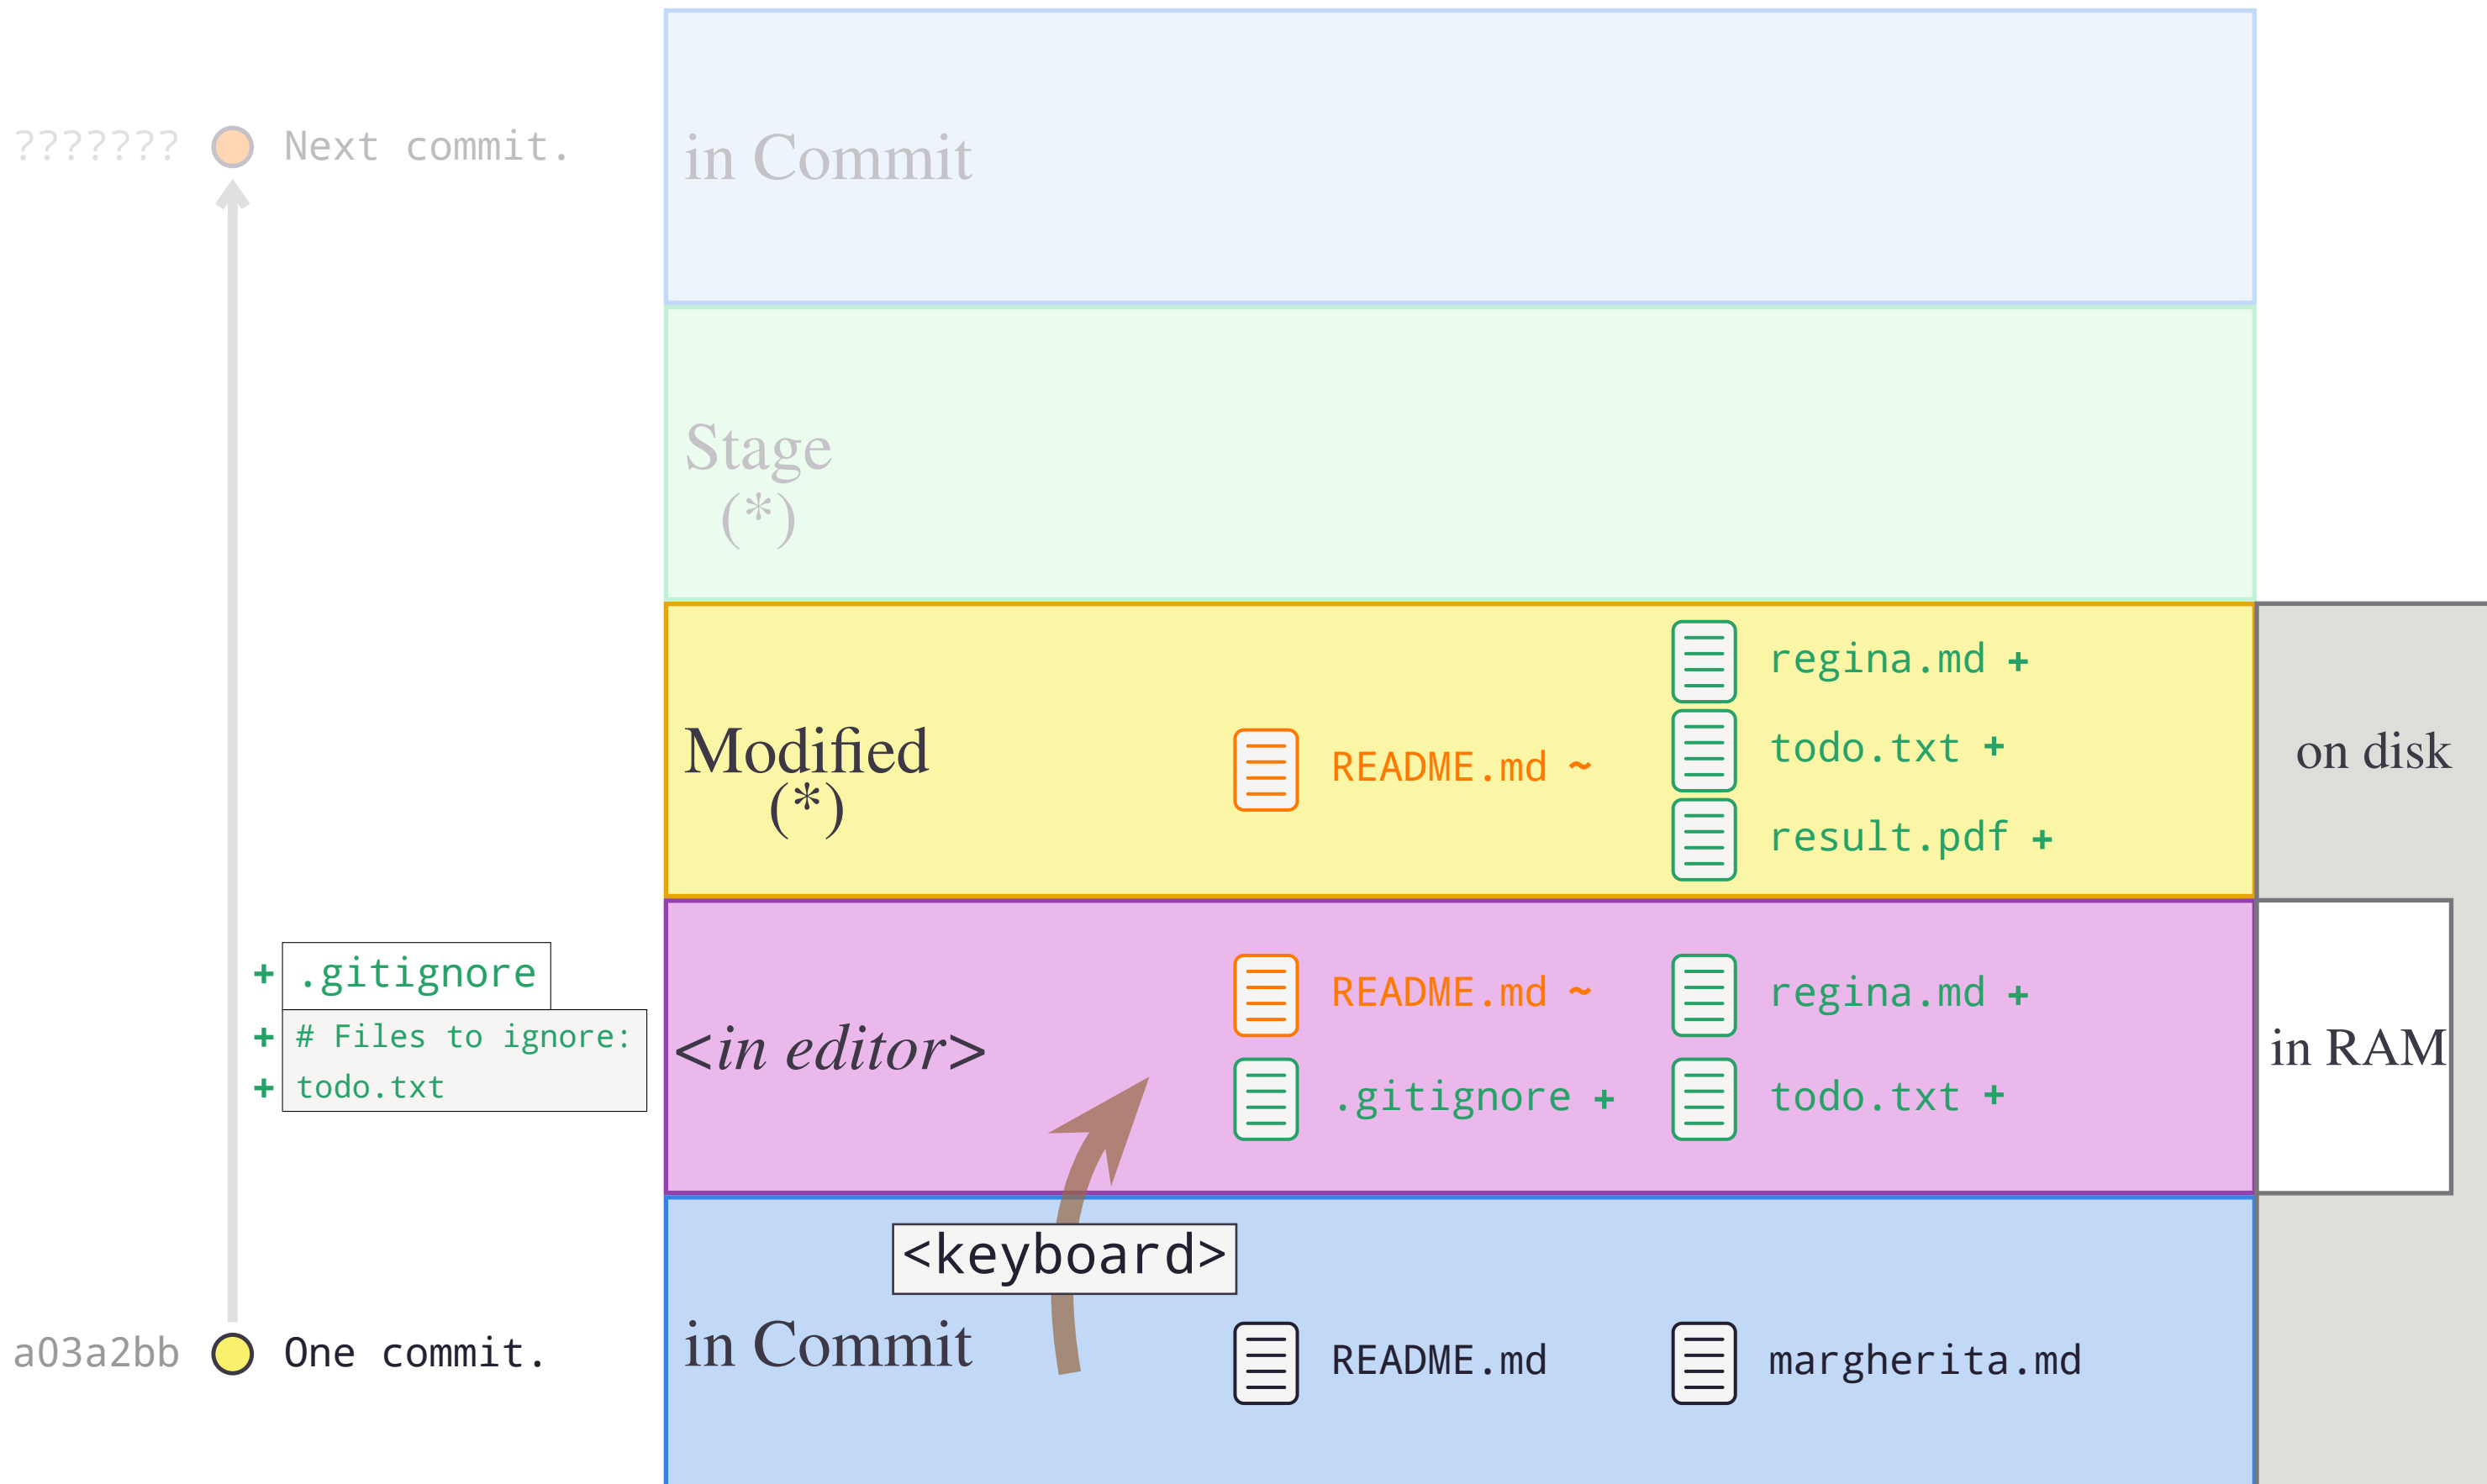 ??????? Next commit.
in Commit
Stage
(*)
Modified
(*)
README.md ~
regina.md +
todo.txt +
result.pdf +
on disk
+ .gitignore
+ # Files to ignore:
+ todo.txt
<in editor>
README.md ~
regina.md +
.gitignore +
todo.txt +
in RAM
<keyboard>
a03a2bb One commit.
in Commit
README.md
margherita.md